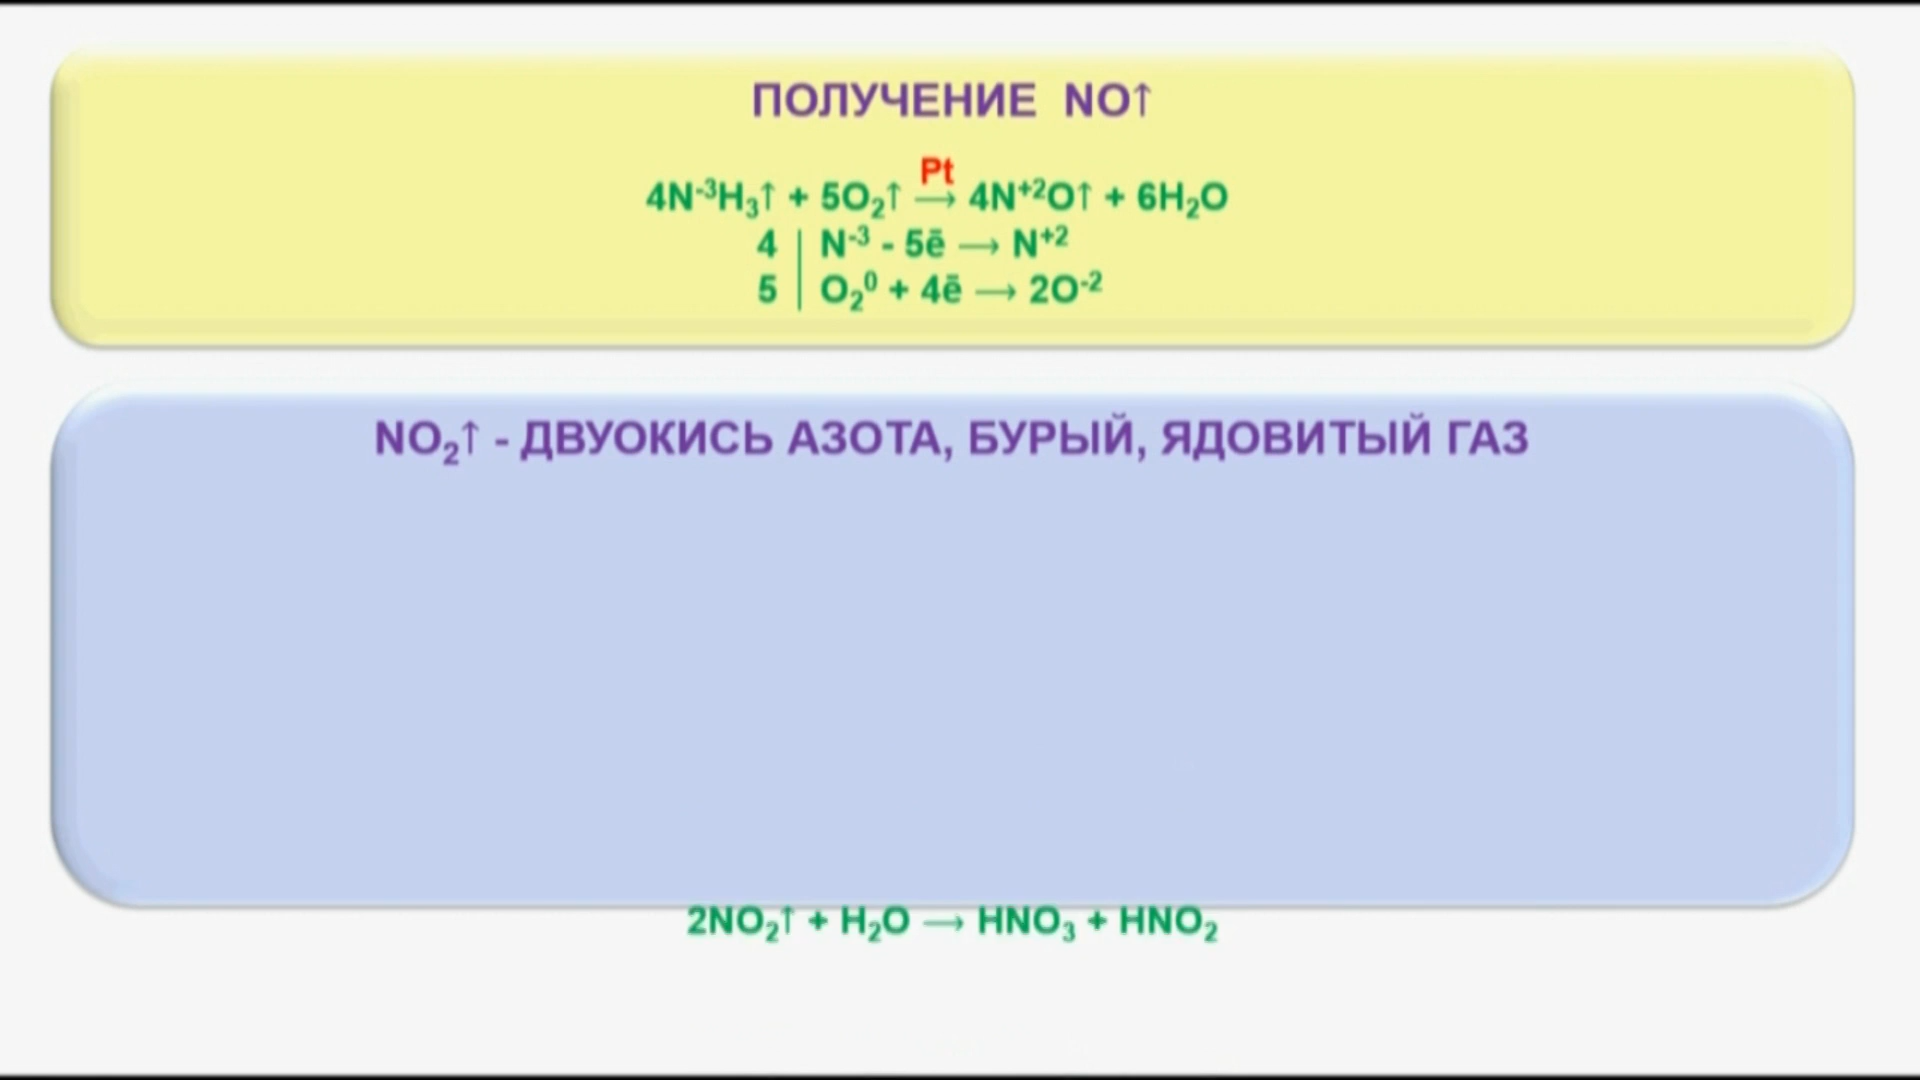 ПОЛУЧЕНИЕ NO↑
Pt
4N⁻³H₃↑ + 5O₂↑ → 4N⁺²O↑ + 6H₂O
4 | N⁻³ - 5ē → N⁺²
5 | O₂⁰ + 4ē → 2O⁻²
NO₂↑ - ДВУОКИСЬ АЗОТА, БУРЫЙ, ЯДОВИТЫЙ ГАЗ
2NO₂↑ + H₂O → HNO₃ + HNO₂